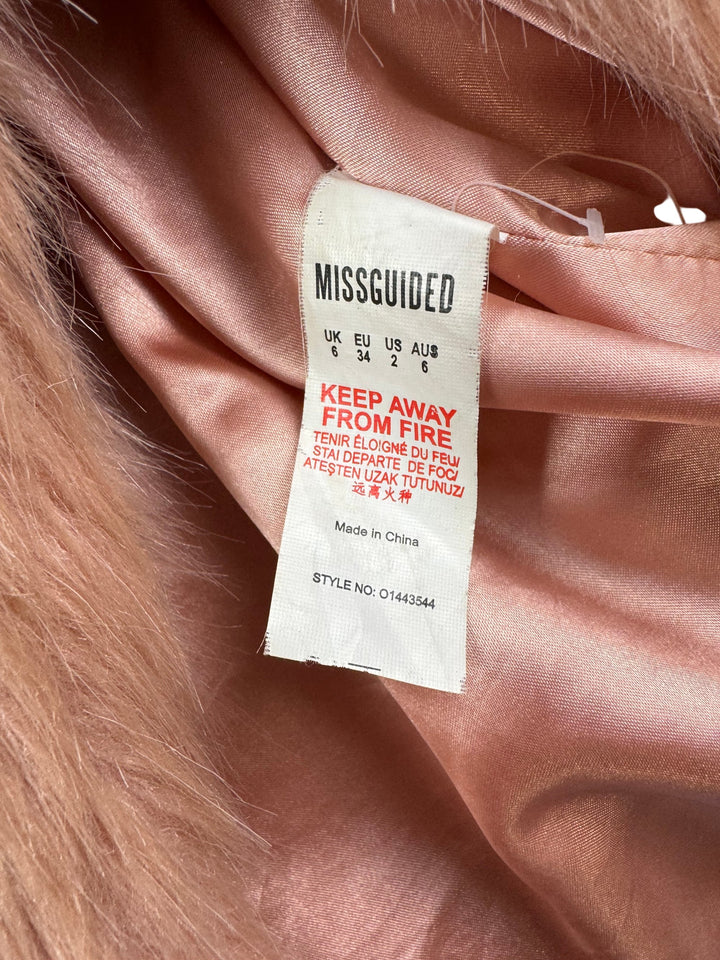 MISSGUIDED
UK EU US AUS
6 34 2 6
KEEP AWAY
FROM FIRE
TENIR ÉLOIGNÉ DU FEU/
STAI DEPARTE DE FOC/
ATEŞTEN UZAK TUTUNUZ/
远高火种
Made in China
STYLE NO: O1443544